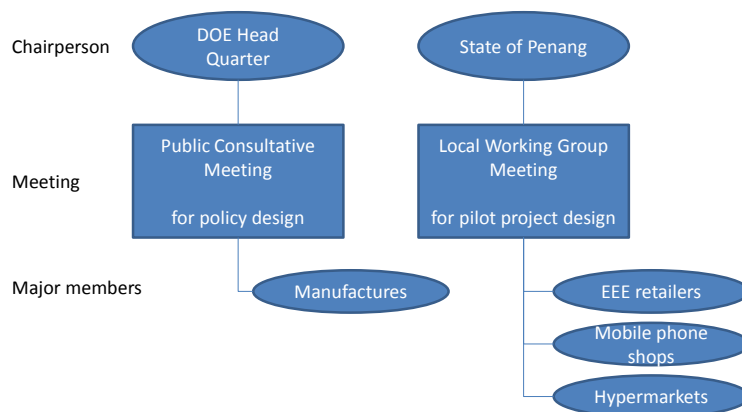 Chairperson
DOE Head
Quarter
State of Penang
Meeting
Public Consultative
Meeting
for policy design
Local Working Group
Meeting
for pilot project design
Major members
Manufactures
EEE retailers
Mobile phone
shops
Hypermarkets